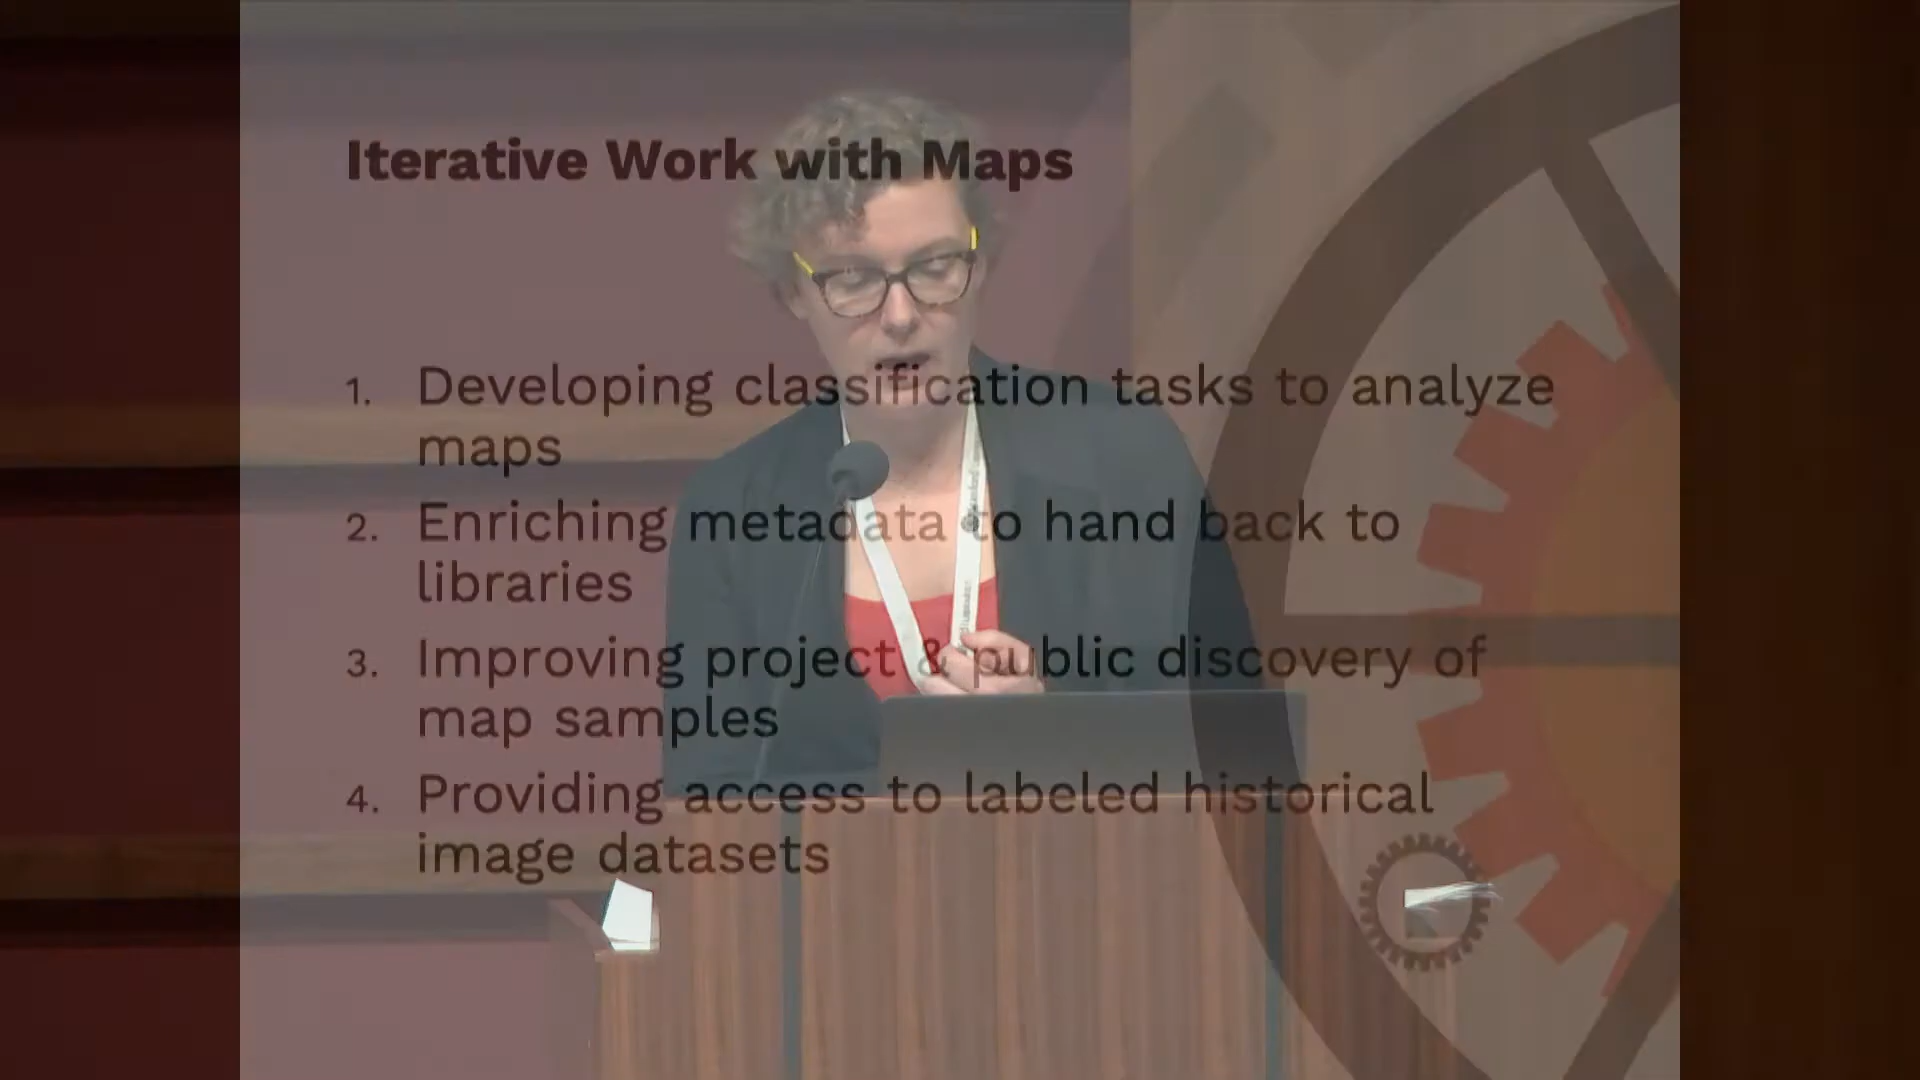 Iterative Work with Maps
1. Developing classification tasks to analyze
maps
2. Enriching metadata to hand back to
libraries
3. Improving project & public discovery of
map samples
4. Providing access to labeled historical
image datasets